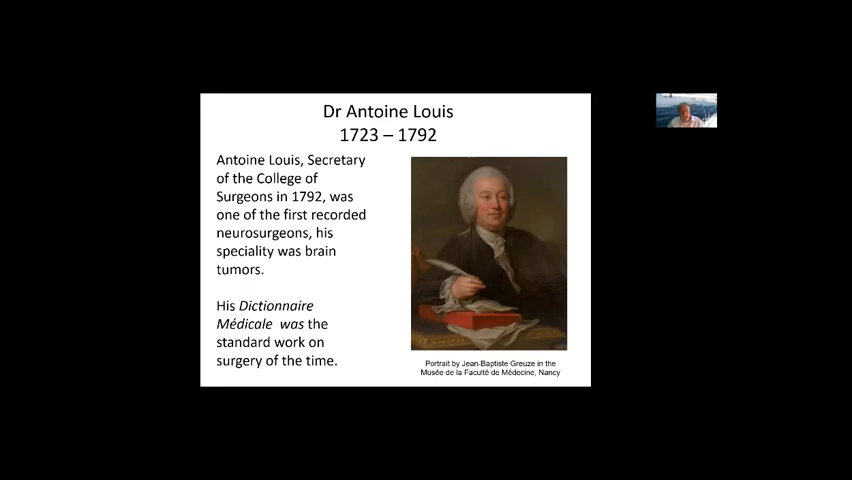 Dr Antoine Louis
1723 – 1792
Antoine Louis, Secretary
of the College of
Surgeons in 1792, was
one of the first recorded
neurosurgeons, his
speciality was brain
tumors.
His Dictionnaire
Médicale was the
standard work on
surgery of the time.
Portrait by Jean-Baptiste Greuze in the
Musée de la Faculté de Médecine, Nancy